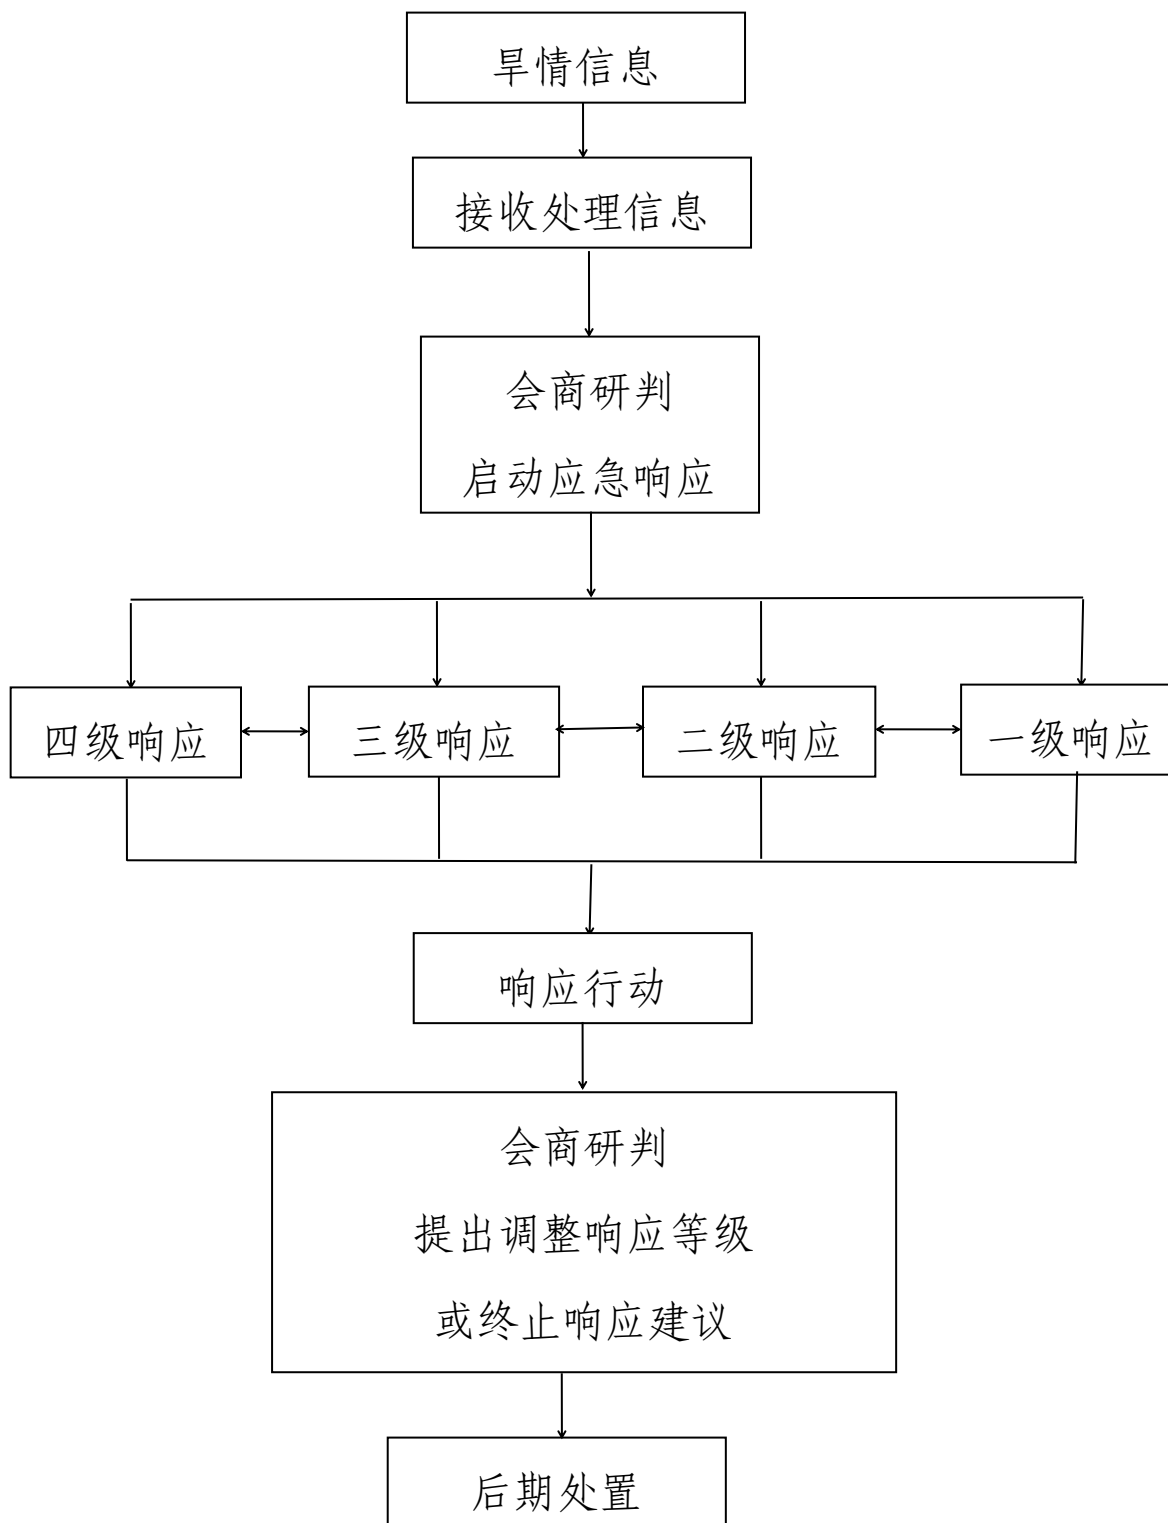 旱情信息
接收处理信息
会商研判
启动应急响应
四级响应
三级响应
二级响应
一级响应
响应行动
会商研判
提出调整响应等级
或终止响应建议
后期处置